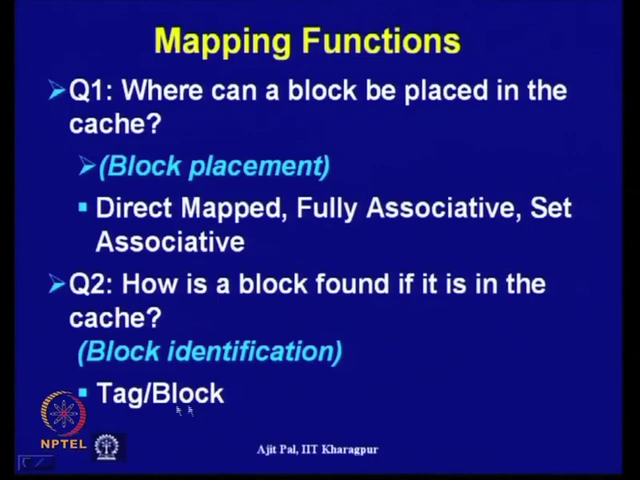 Mapping Functions
Q1: Where can a block be placed in the
cache?
(Block placement)
Direct Mapped, Fully Associative, Set
Associative
Q2: How is a block found if it is in the
cache?
(Block identification)
Tag/Block
NPTEL
Ajit Pal, IIT Kharagpur